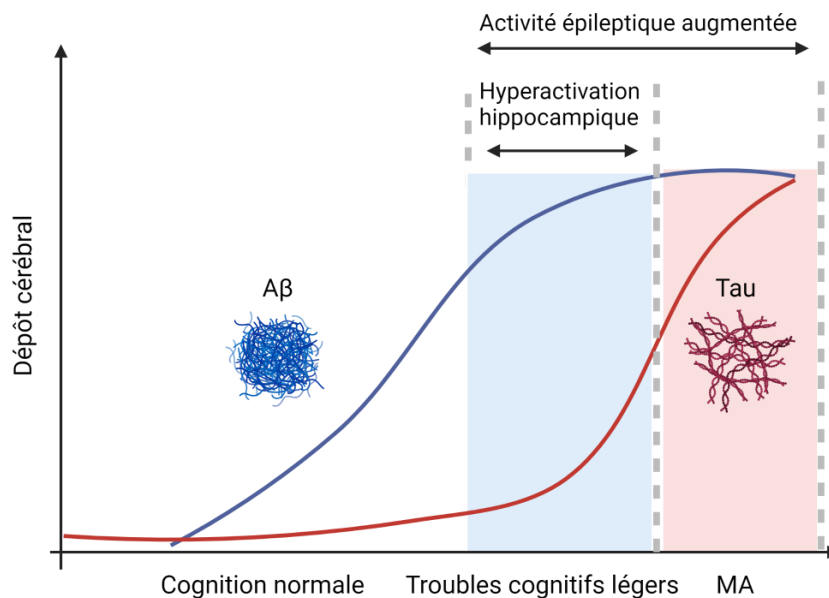 Activité épileptique augmentée
Hyperactivation
hippocampique
Dépôt cérébral
Aβ
Tau
Cognition normale
Troubles cognitifs légers
MA